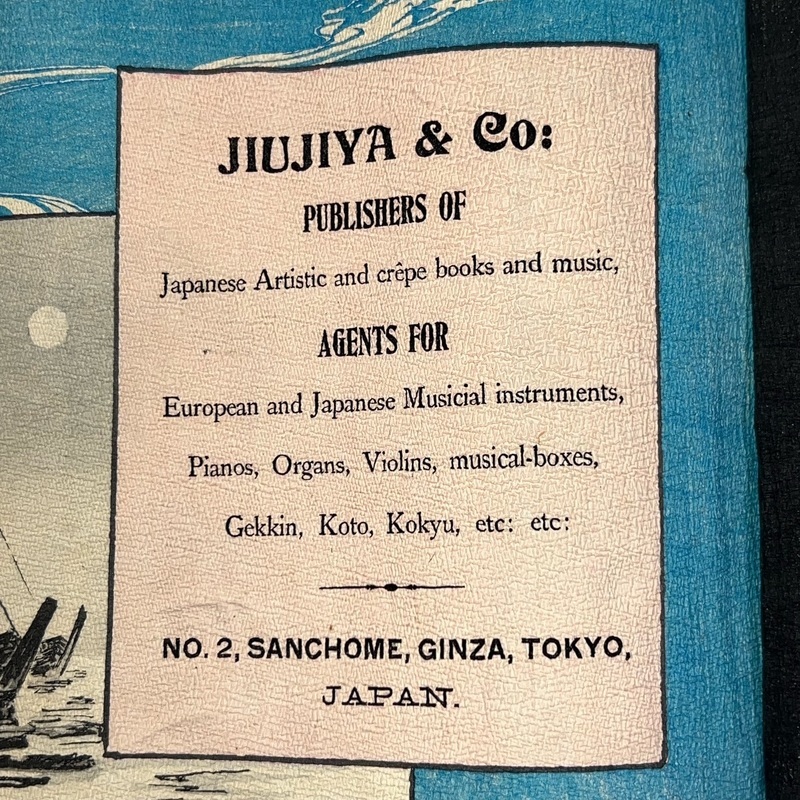 JIUJIYA & Co:
PUBLISHERS OF
Japanese Artistic and crêpe books and music,
AGENTS FOR
European and Japanese Musicial instruments,
Pianos, Organs, Violins, musical-boxes,
Gekkin, Koto, Kokyu, etc: etc:
NO. 2, SANCHOME, GINZA, TOKYO,
JAPAN.